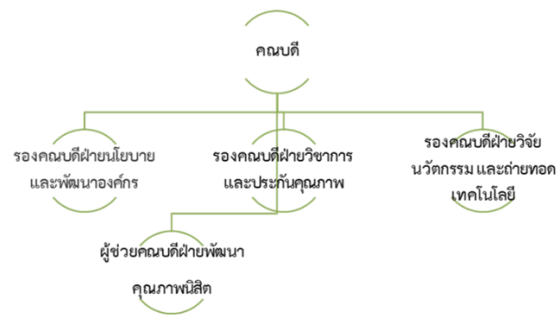 คณบดี
รองคณบดีฝ่ายนโยบาย
และพัฒนาองค์กร
รองคณบดีฝ่ายวิชาการ
และประกันคุณภาพ
รองคณบดีฝ่ายวิจัย
นวัตกรรม และถ่ายทอด
เทคโนโลยี
ผู้ช่วยคณบดีฝ่ายพัฒนา
คุณภาพนิสิต